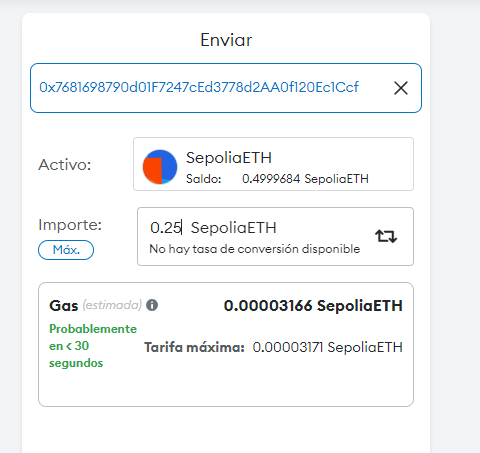 Enviar
0x7681698790d01F7247cEd3778d2AA0f120Ec1Ccf
Activo:
SepoliaETH
Saldo: 0.4999684 SepoliaETH
Importe:
Máx.
0.25 SepoliaETH
No hay tasa de conversión disponible
Gas (estimada) 0.00003166 SepoliaETH
Probablemente
en < 30
segundos
Tarifa máxima: 0.00003171 SepoliaETH